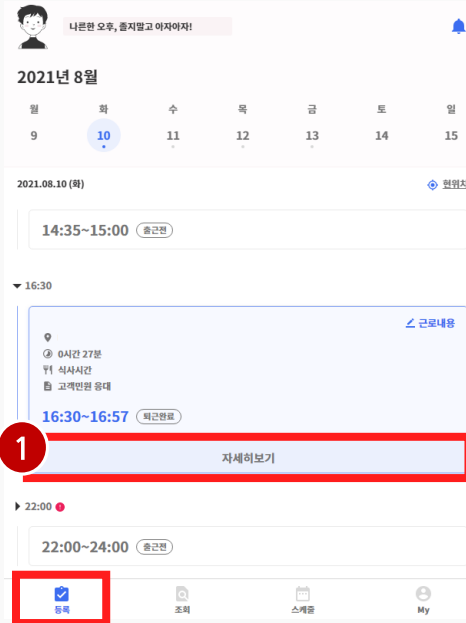 나른한 오후, 졸지말고 아자아자!
2021년 8월
월 화 수 목 금 토 일
9 10 11 12 13 14 15
2021.08.10 (화)
현위치
14:35~15:00 출근전
16:30
근로내용
0시간 27분
식사시간
고객민원 응대
16:30~16:57 퇴근완료
1
자세히보기
22:00
22:00~24:00 출근전
등록 조회 스케줄 My